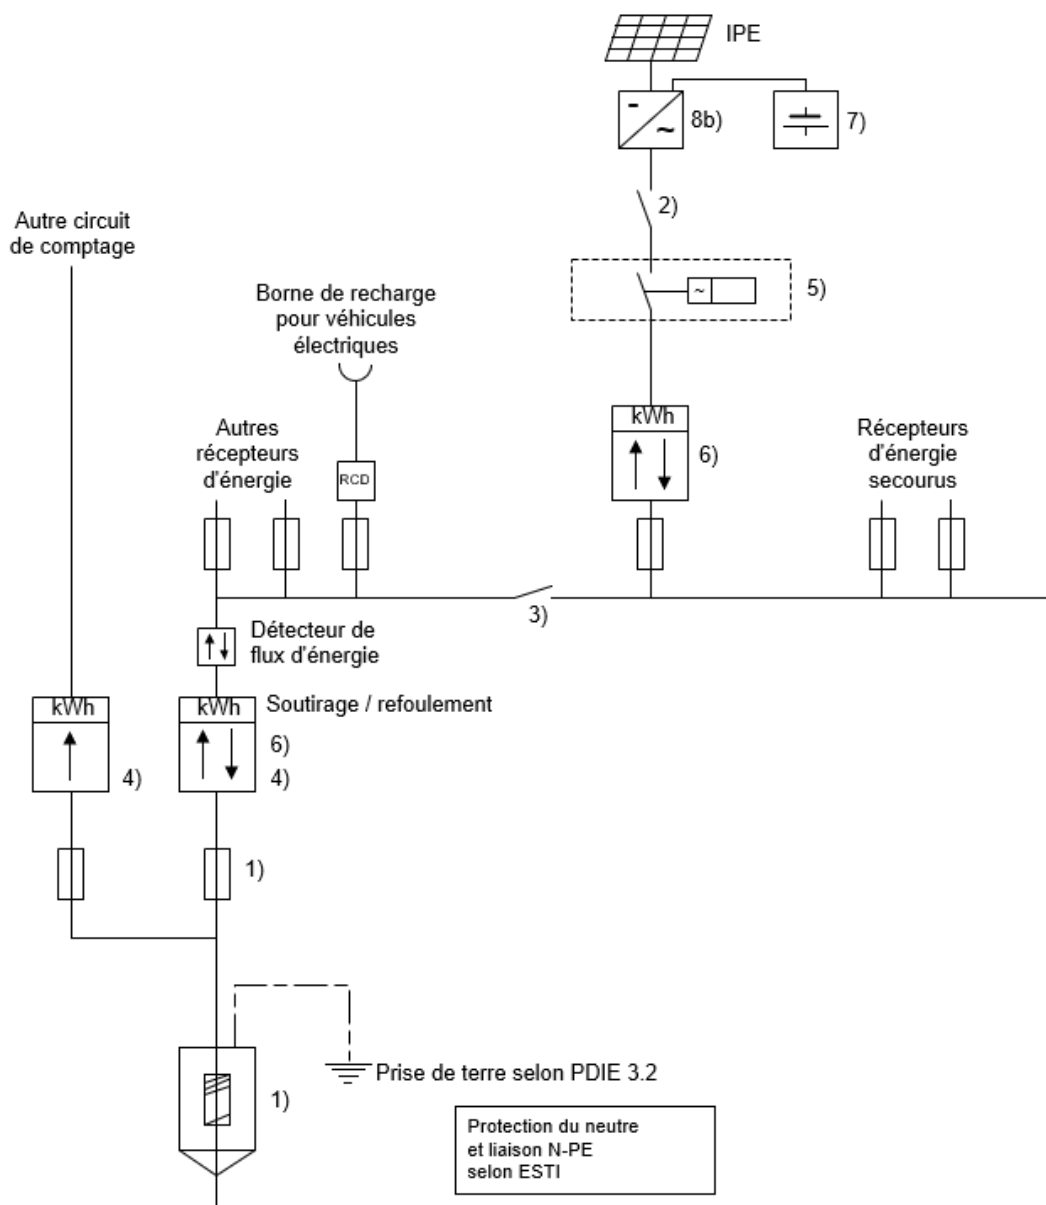 IPE
-
~
8b)
7)
2)
Autre circuit
de comptage
~
5)
Borne de recharge
pour véhicules
électriques
kWh
6)
Autres
récepteurs
d'énergie
Récepteurs
d'énergie
secourus
RCD
3)
Détecteur de
flux d'énergie
kWh
4)
kWh
Soutirage / refoulement
6)
4)
1)
Prise de terre selon PDIE 3.2
1)
Protection du neutre
et liaison N-PE
selon ESTI